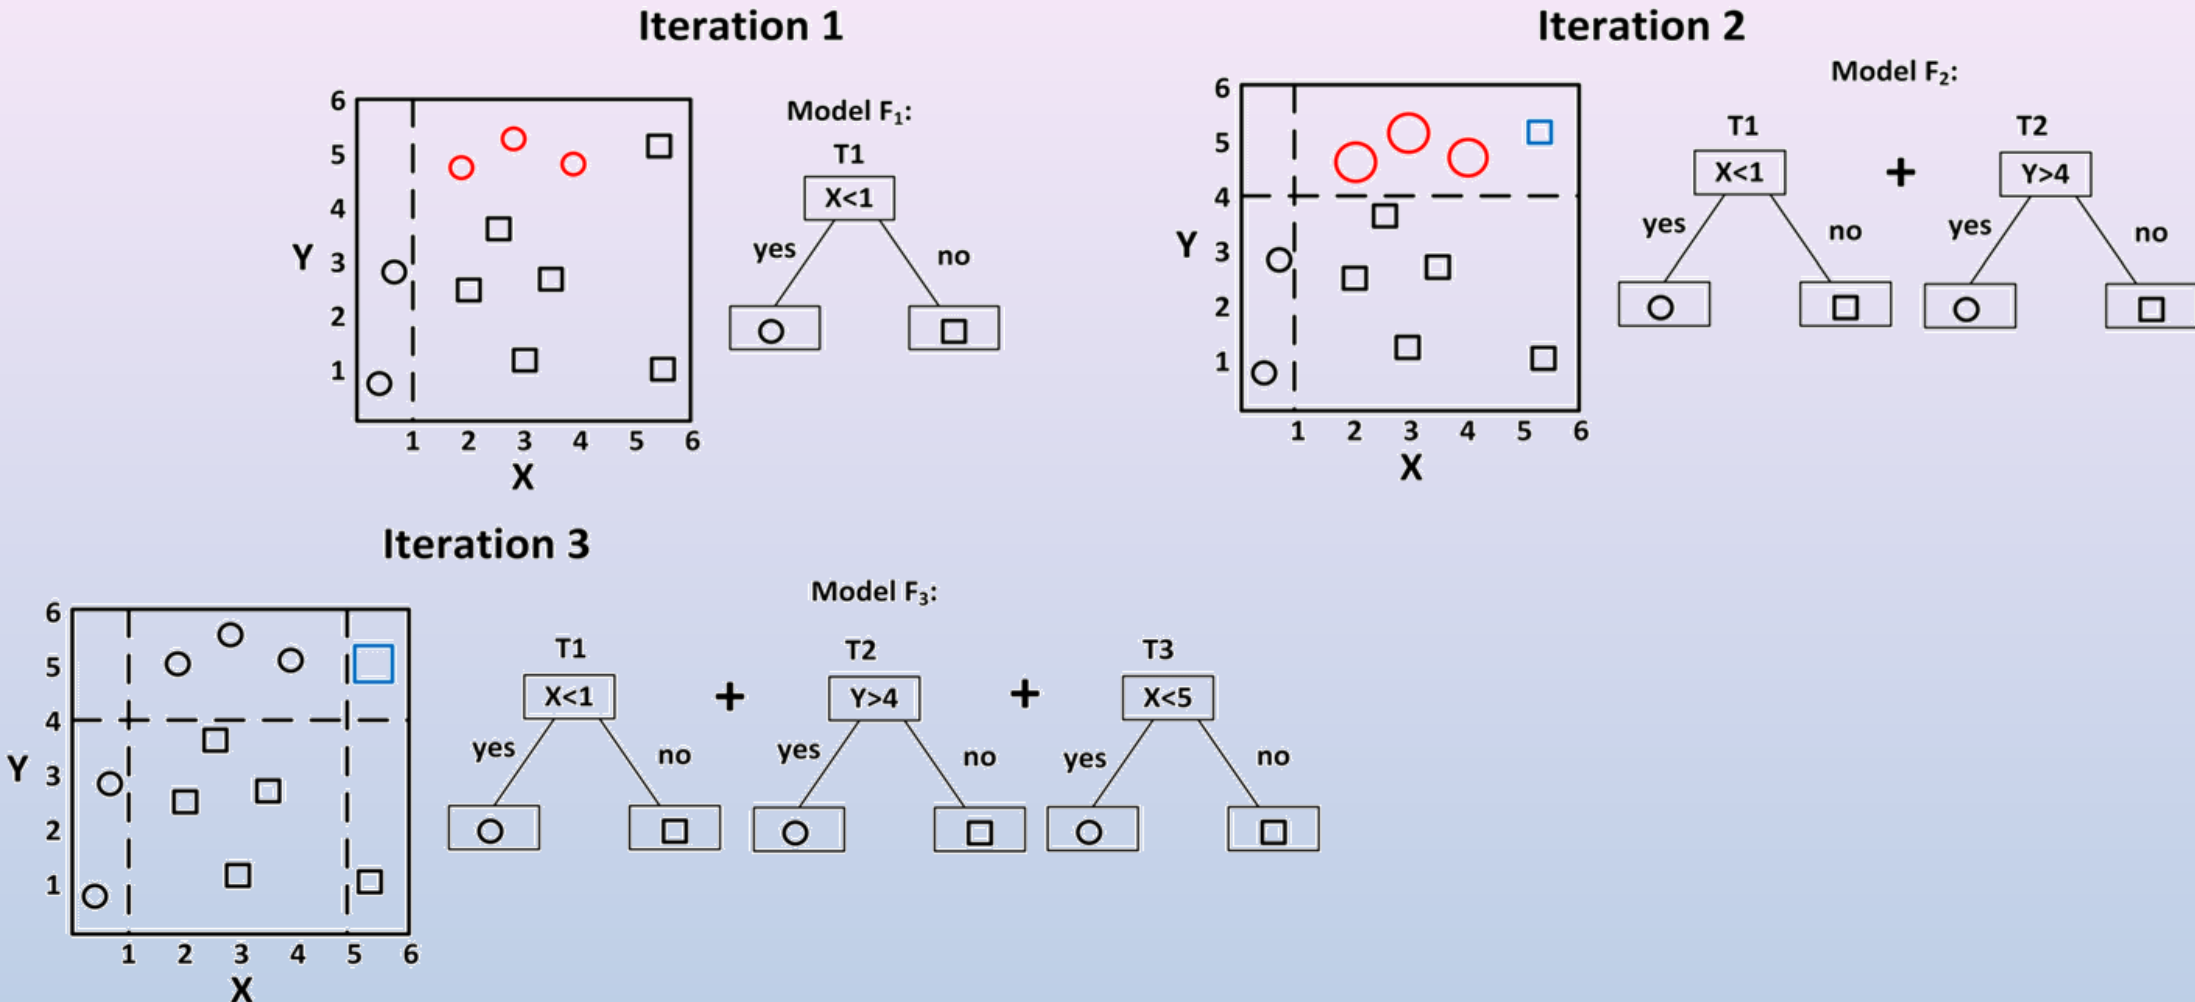 Iteration 1
6
5
4
3
2
1
Y
1 2 3 4 5 6
X
Model F₁:
T1
X<1
yes
no
Iteration 2
6
5
4
3
2
1
Y
1 2 3 4 5 6
X
Model F₂:
T1 T2
X<1 + Y>4
yes no yes no
Iteration 3
6
5
4
3
2
1
Y
1 2 3 4 5 6
X
Model F₃:
T1 T2 T3
X<1 + Y>4 + X<5
yes no yes no yes no